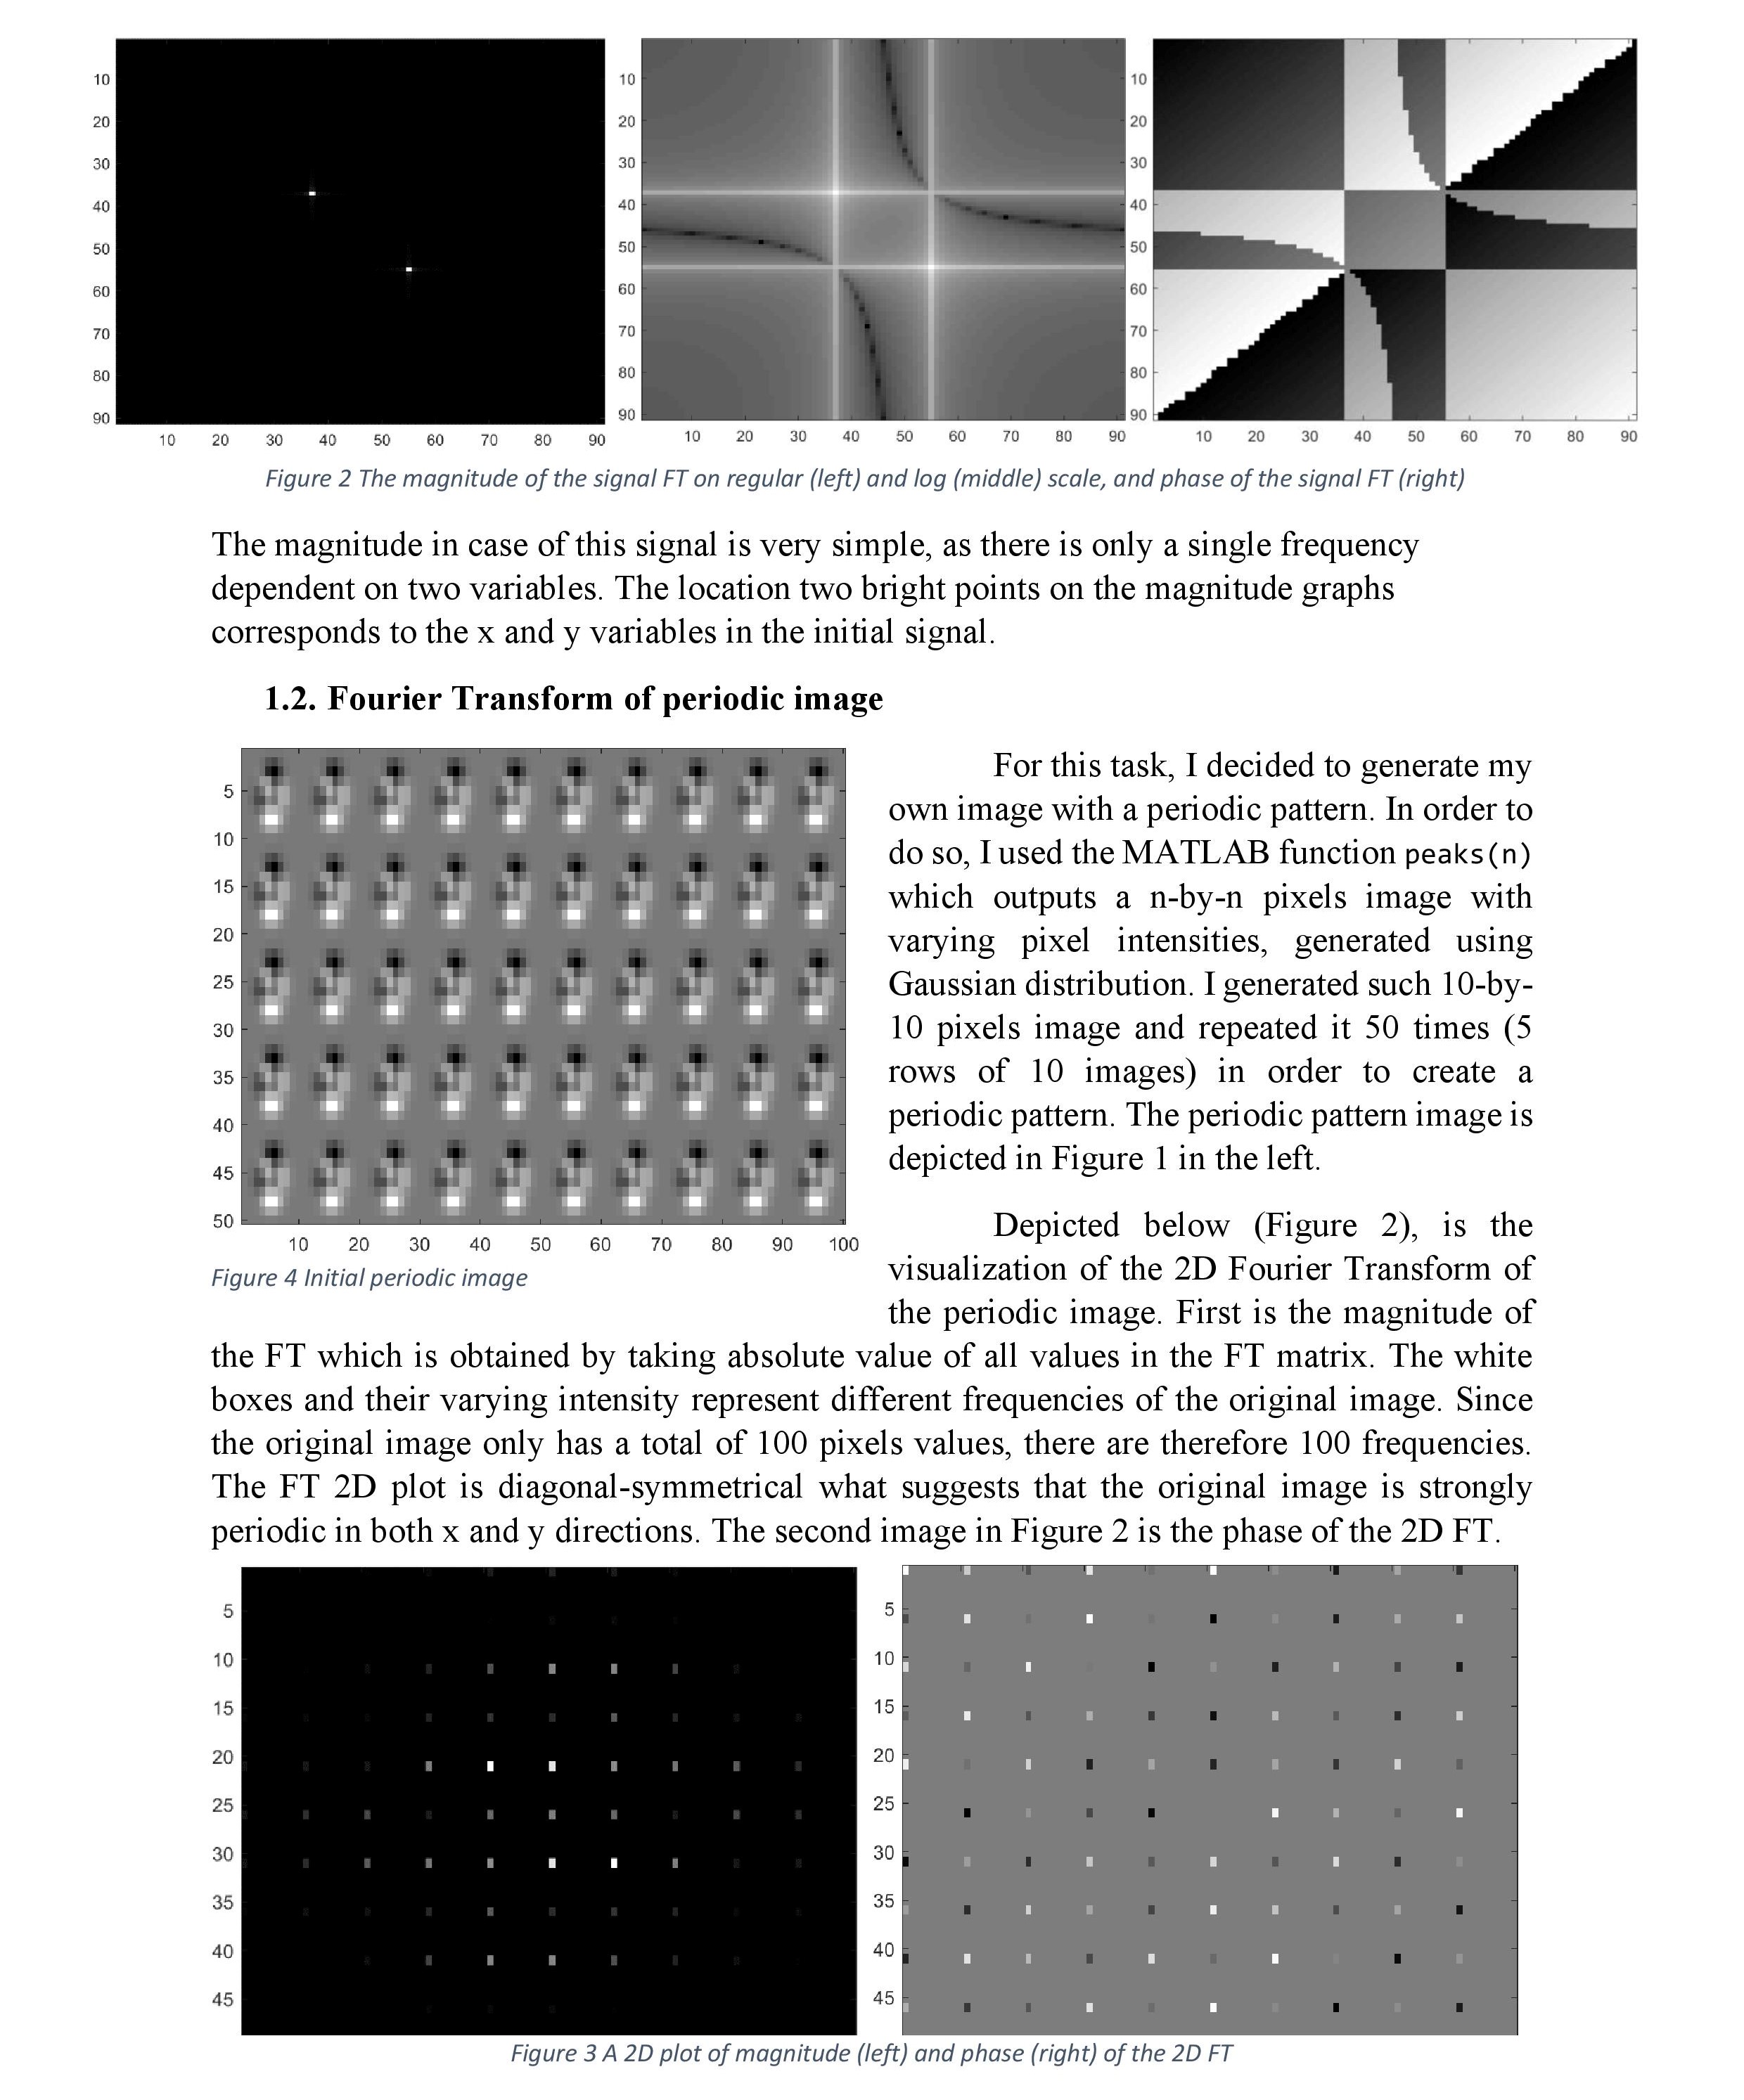 10
20
30
40
50
60
70
80
90
10 20 30 40 50 60 70 80 90
10
20
30
40
50
60
70
80
90
10 20 30 40 50 60 70 80 90
10
20
30
40
50
60
70
80
90
10 20 30 40 50 60 70 80 90
Figure 2 The magnitude of the signal FT on regular (left) and log (middle) scale, and phase of the signal FT (right)
The magnitude in case of this signal is very simple, as there is only a single frequency
dependent on two variables. The location two bright points on the magnitude graphs
corresponds to the x and y variables in the initial signal.
1.2. Fourier Transform of periodic image
5
10
15
20
25
30
35
40
45
50
10 20 30 40 50 60 70 80 90 100
Figure 4 Initial periodic image
For this task, I decided to generate my
own image with a periodic pattern. In order to
do so, I used the MATLAB function peaks(n)
which outputs a n-by-n pixels image with
varying pixel intensities, generated using
Gaussian distribution. I generated such 10-by-
10 pixels image and repeated it 50 times (5
rows of 10 images) in order to create a
periodic pattern. The periodic pattern image is
depicted in Figure 1 in the left.
Depicted below (Figure 2), is the
visualization of the 2D Fourier Transform of
the periodic image. First is the magnitude of
the FT which is obtained by taking absolute value of all values in the FT matrix. The white
boxes and their varying intensity represent different frequencies of the original image. Since
the original image only has a total of 100 pixels values, there are therefore 100 frequencies.
The FT 2D plot is diagonal-symmetrical what suggests that the original image is strongly
periodic in both x and y directions. The second image in Figure 2 is the phase of the 2D FT.
5
10
15
20
25
30
35
40
45
5
10
15
20
25
30
35
40
45
Figure 3 A 2D plot of magnitude (left) and phase (right) of the 2D FT